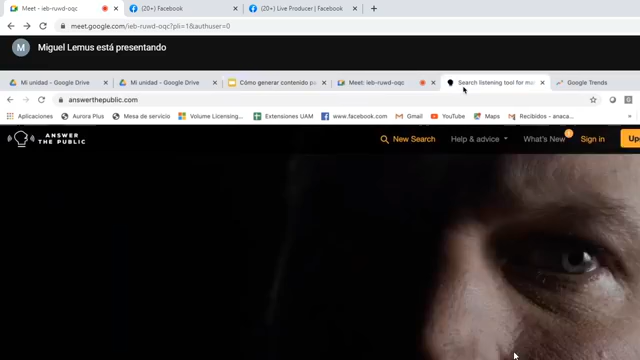 Meet - ieb-ruwd-oqc
(20+) Facebook
(20+) Live Producer | Facebook
meet.google.com/ieb-ruwd-oqc?pli=1&authuser=0
M Miguel Lemus está presentando
Mi unidad - Google Drive
Mi unidad - Google Drive
Cómo generar contenido p
Meet: ieb-ruwd-oqc
Search listening tool for ma
Google Trends
answerthepublic.com
Aplicaciones
Aurora Plus
Mesa de servicio
Volume Licensing...
Extensiones UAM
www.facebook.com
Gmail
YouTube
Maps
Recibidos - anaca...
ANSWER
THE PUBLIC
New Search
Help & advice
What's New
Sign in